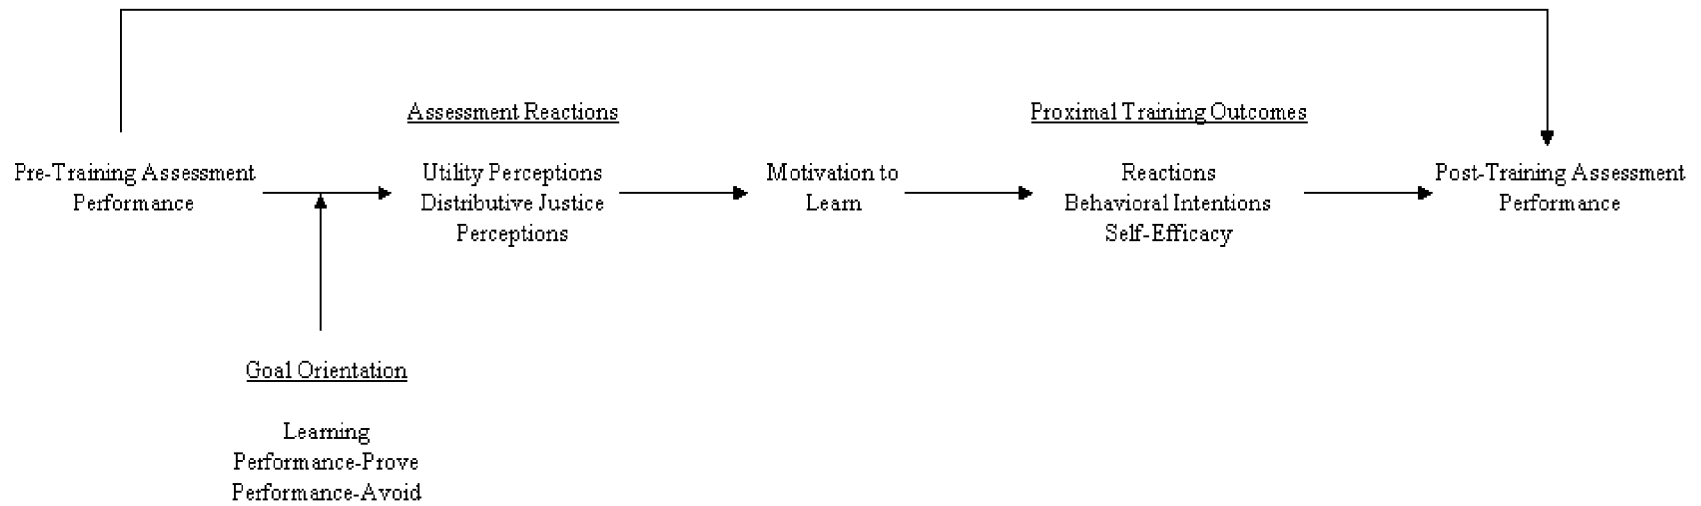 Assessment Reactions
Proximal Training Outcomes
Pre-Training Assessment
Performance
Utility Perceptions
Distributive Justice
Perceptions
Motivation to
Learn
Reactions
Behavioral Intentions
Self-Efficacy
Post-Training Assessment
Performance
Goal Orientation
Learning
Performance-Prove
Performance-Avoid